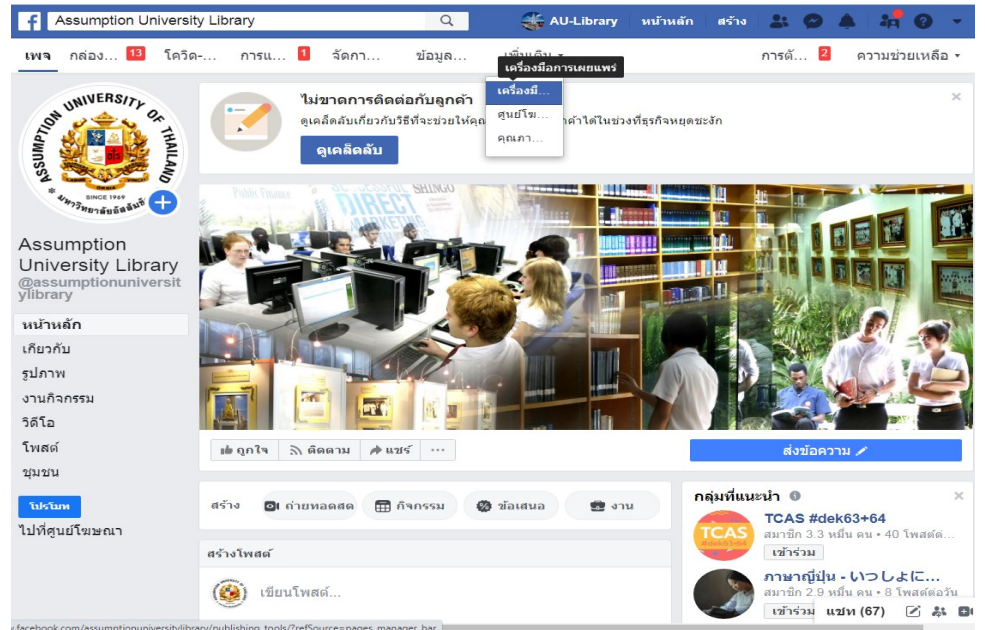 Assumption University Library
AU-Library หน้าหลัก สร้าง
เพจ กล่อง... 13 โควิด-... การแ... 1 จัดกา... ข้อมูล... เพิ่มเติม การตั... 2 ความช่วยเหลือ
เครื่องมือการเผยแพร่
เครื่องมื...
ศูนย์โฆ...
คุณภา...
ไม่ขาดการติดต่อกับลูกค้า
ดูเคล็ดลับเกี่ยวกับวิธีที่จะช่วยให้คุณ ค้าได้ในช่วงที่ธุรกิจหยุดชะงัก
ดูเคล็ดลับ
ASSUMPTION UNIVERSITY OF THAILAND
SINCE 1969
มหาวิทยาลัยอัสสัมชัญ
Public Finance
DIRECT
MARKETING
SHINGO
Assumption
University Library
@assumptionuniversit
ylibrary
หน้าหลัก
เกี่ยวกับ
รูปภาพ
งานกิจกรรม
วิดีโอ
โพสต์
ชุมชน
โปรโมท
ไปที่ศูนย์โฆษณา
ถูกใจ ติดตาม แชร์ ...
ส่งข้อความ
สร้าง ถ่ายทอดสด กิจกรรม ข้อเสนอ งาน
สร้างโพสต์
เขียนโพสต์...
กลุ่มที่แนะนำ
TCAS
#dek63+64
TCAS #dek63+64
สมาชิก 3.3 หมื่น คน • 40 โพสต์ต่...
เข้าร่วม
ภาษาญี่ปุ่น - いつしよに...
สมาชิก 2.9 หมื่น คน • 8 โพสต์ต่อวัน
เข้าร่วม
แชท (67)
facebook.com/assumptionuniversitylibrary/publishing_tools/?refSource=pages_manager_bar